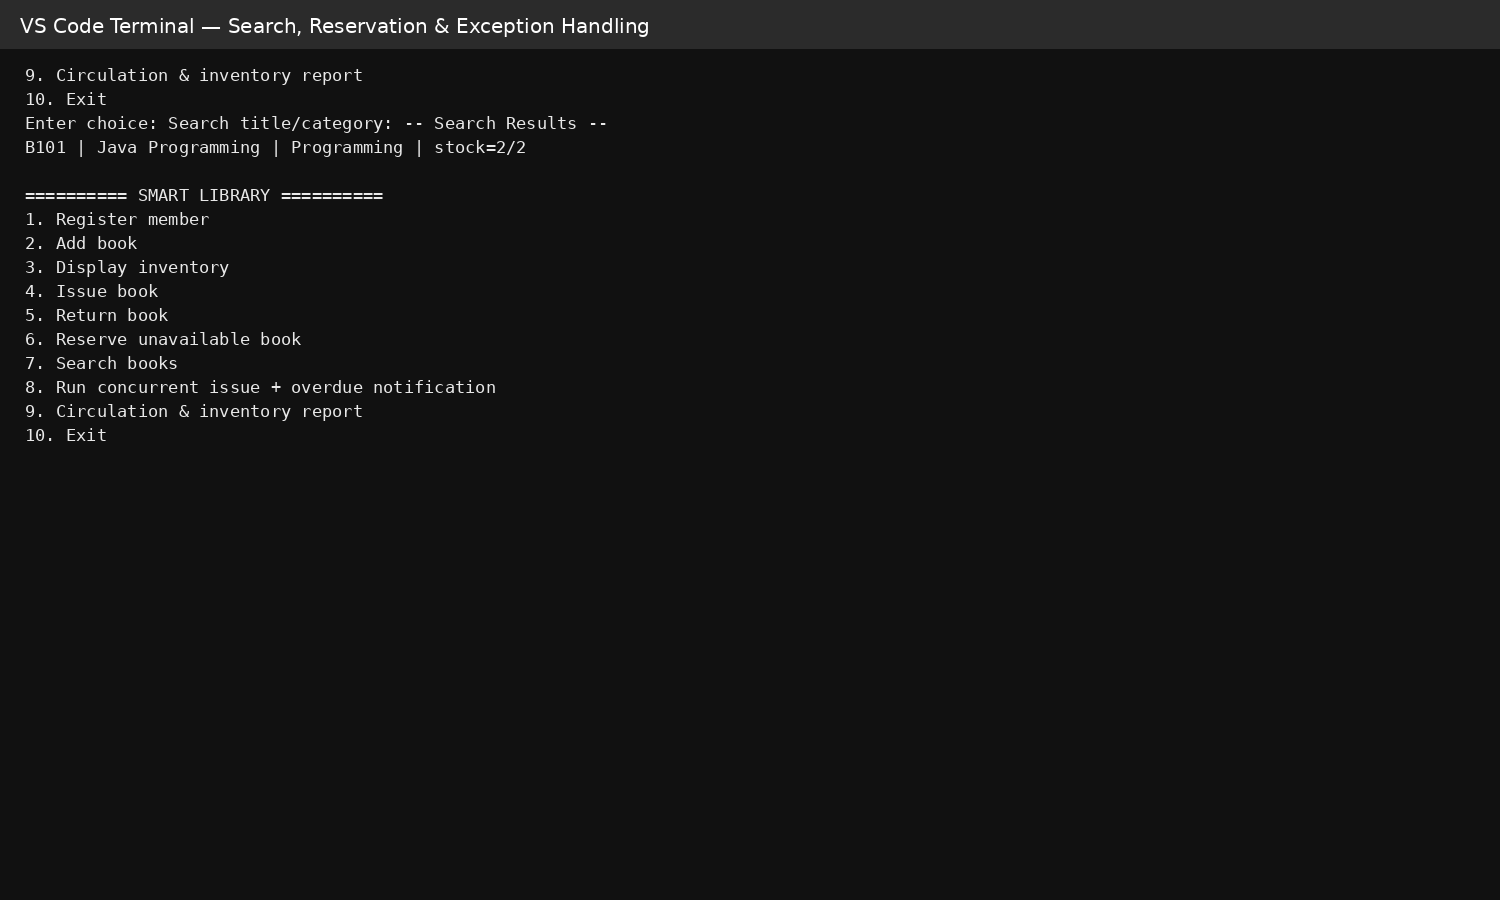 VS Code Terminal — Search, Reservation & Exception Handling
9. Circulation & inventory report
10. Exit
Enter choice: Search title/category: -- Search Results --
B101 | Java Programming | Programming | stock=2/2
========== SMART LIBRARY ==========
1. Register member
2. Add book
3. Display inventory
4. Issue book
5. Return book
6. Reserve unavailable book
7. Search books
8. Run concurrent issue + overdue notification
9. Circulation & inventory report
10. Exit